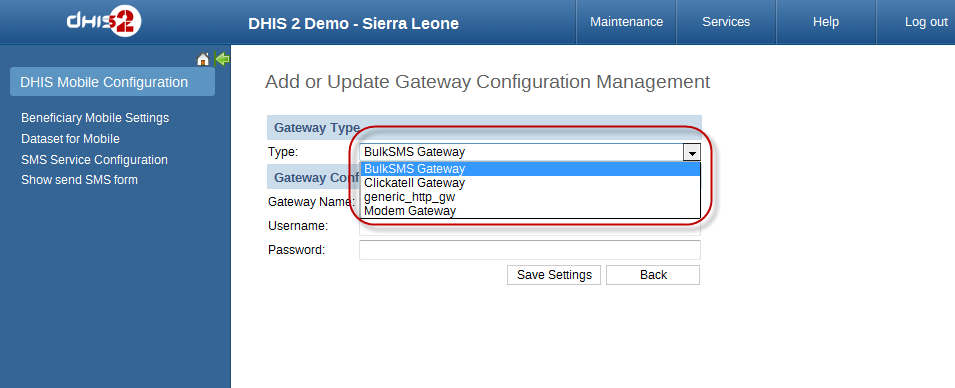 dhis2
DHIS 2 Demo - Sierra Leone
Maintenance
Services
Help
Log out
DHIS Mobile Configuration
Beneficiary Mobile Settings
Dataset for Mobile
SMS Service Configuration
Show send SMS form
Add or Update Gateway Configuration Management
Gateway Type
Type: BulkSMS Gateway
BulkSMS Gateway
Clickatell Gateway
generic_http_gw
Modem Gateway
Gateway Conf
Gateway Name:
Username:
Password:
Save Settings
Back